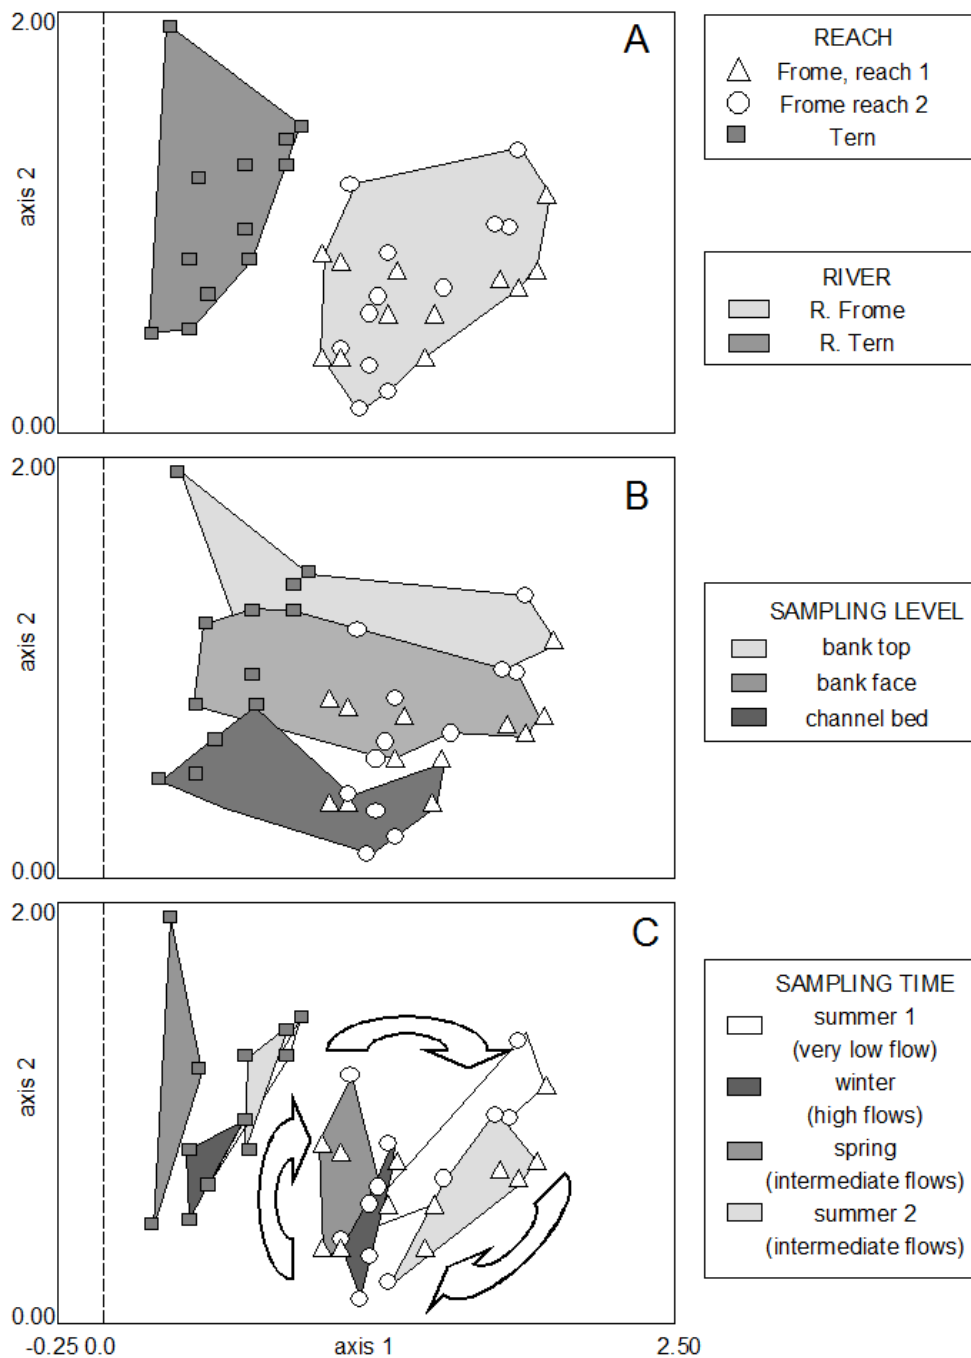 2.00
A
axis 2
0.00
REACH
Frome, reach 1
Frome reach 2
Tern
RIVER
R. Frome
R. Tern
2.00
B
axis 2
0.00
SAMPLING LEVEL
bank top
bank face
channel bed
2.00
C
axis 2
0.00
-0.25 0.0
axis 1
2.50
SAMPLING TIME
summer 1
(very low flow)
winter
(high flows)
spring
(intermediate flows)
summer 2
(intermediate flows)